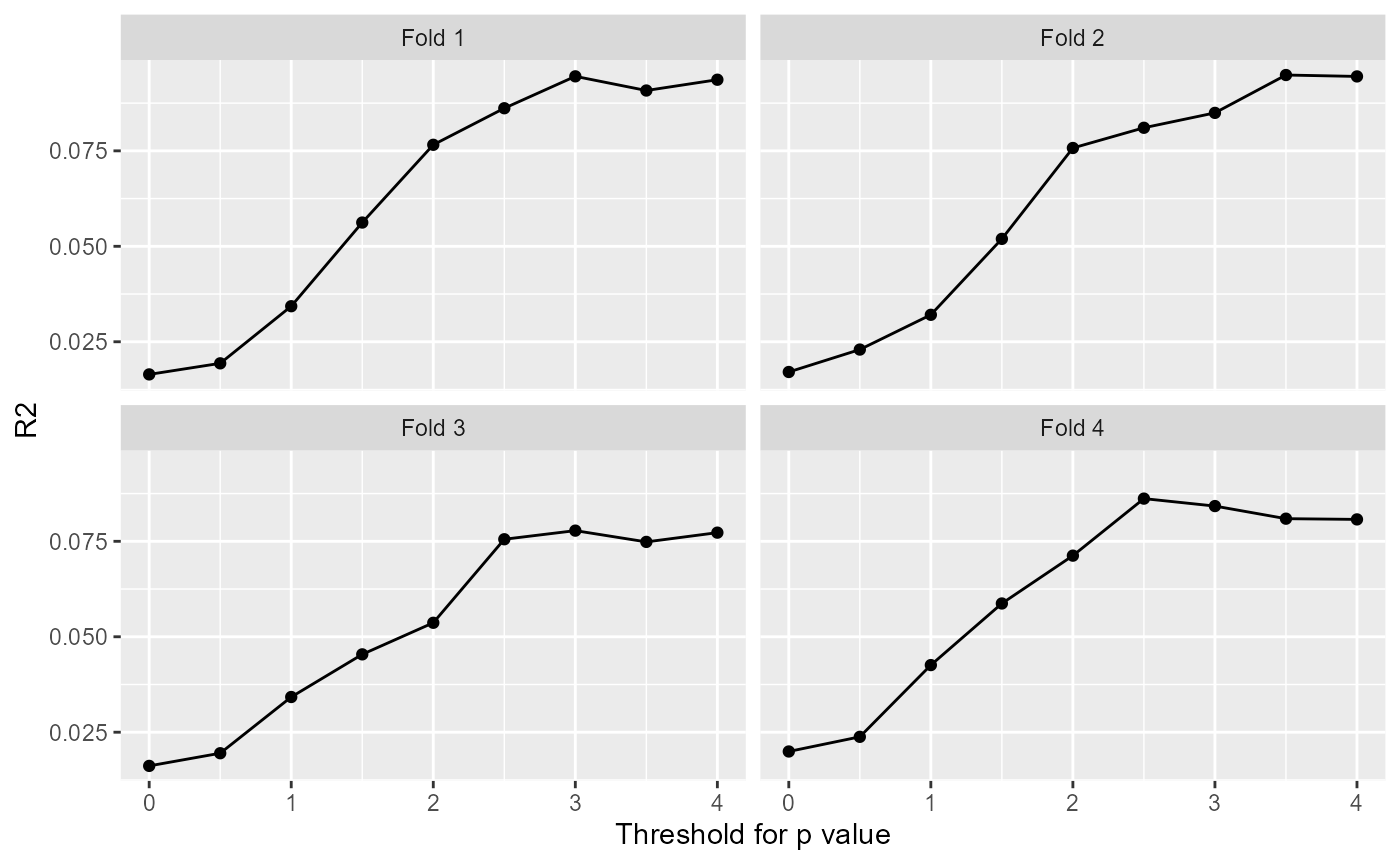 Fold 1
Fold 2
0.075
0.050
0.025
R2
Fold 3
Fold 4
0.075
0.050
0.025
0 1 2 3 4
0 1 2 3 4
Threshold for p value